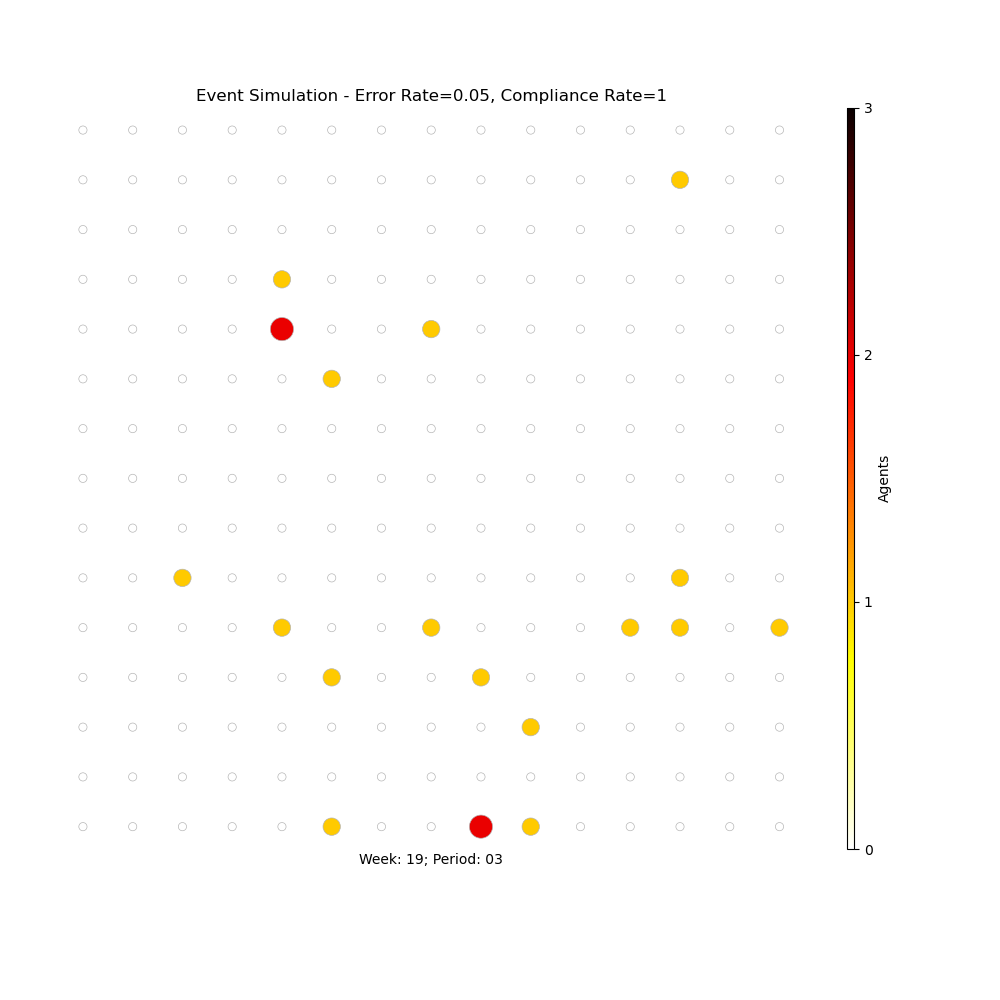 Event Simulation - Error Rate=0.05, Compliance Rate=1
3
2
Agents
1
0
Week: 19; Period: 03